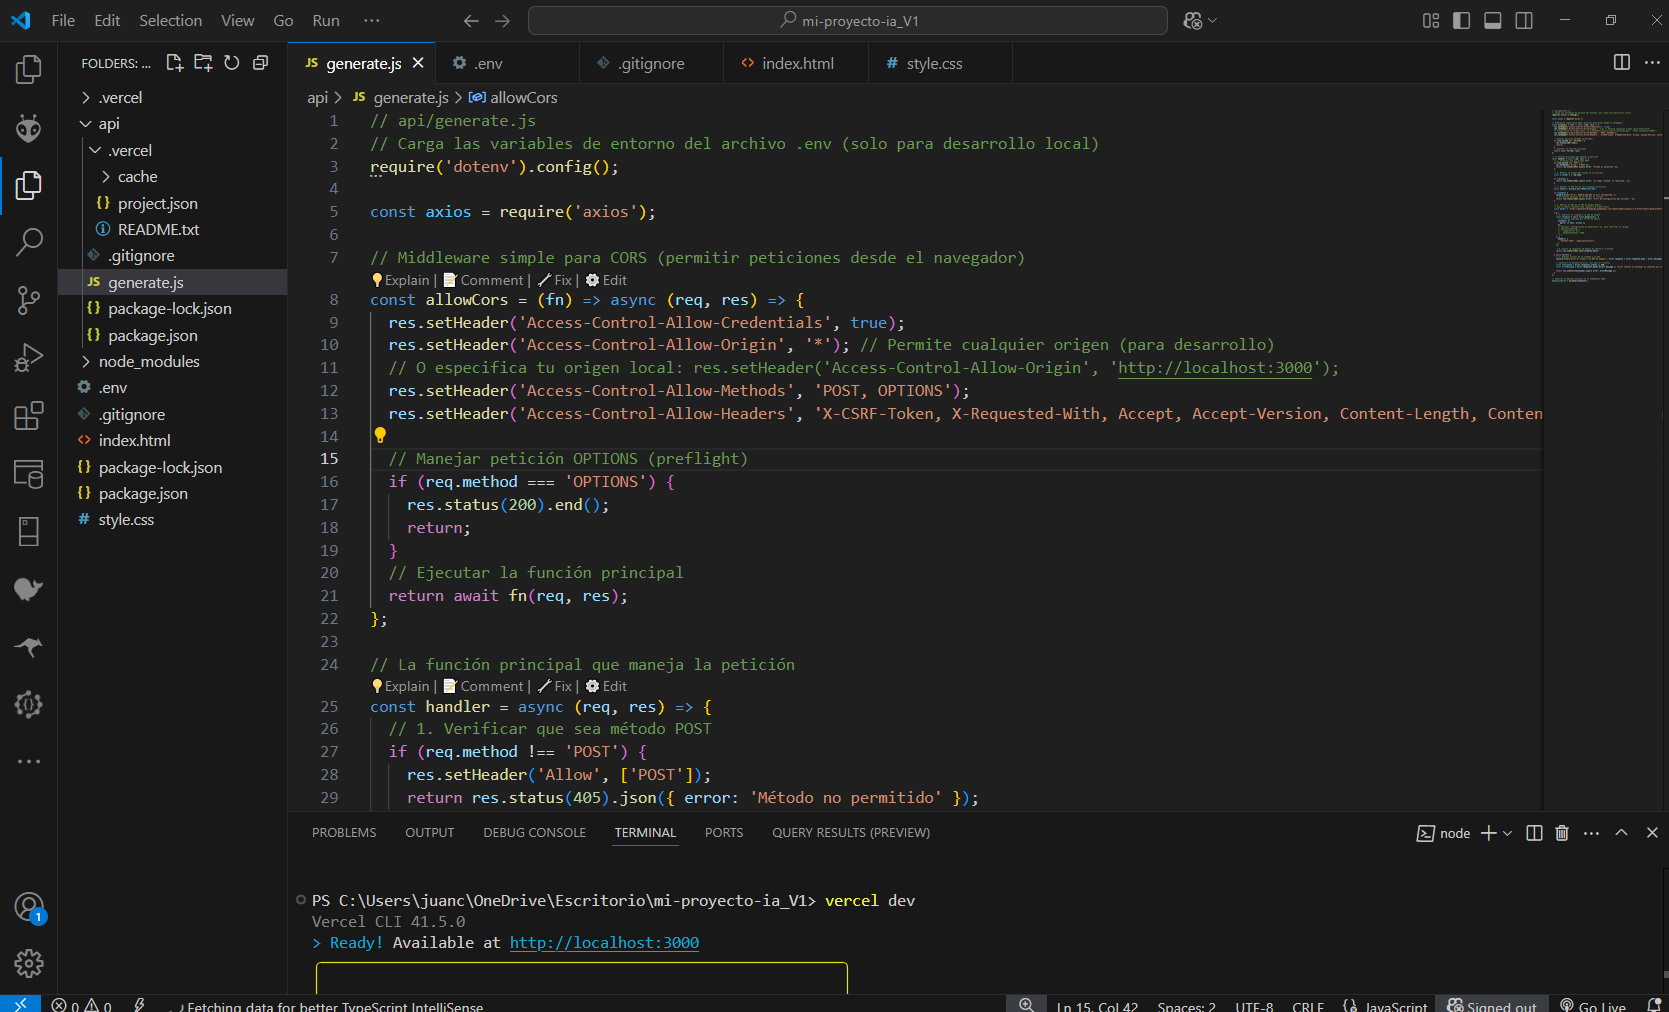 File Edit Selection View Go Run ··· mi-proyecto-ia_V1
FOLDERS: ...
.vercel
api
.vercel
cache
{} project.json
README.txt
.gitignore
JS generate.js
{} package-lock.json
{} package.json
node_modules
.env
.gitignore
<> index.html
{} package-lock.json
{} package.json
# style.css
JS generate.js .env .gitignore <> index.html # style.css
api > JS generate.js > allowCors
1 // api/generate.js
2 // Carga las variables de entorno del archivo .env (solo para desarrollo local)
3 require('dotenv').config();
4
5 const axios = require('axios');
6
7 // Middleware simple para CORS (permitir peticiones desde el navegador)
Explain | Comment | Fix | Edit
8 const allowCors = (fn) => async (req, res) => {
9 res.setHeader('Access-Control-Allow-Credentials', true);
10 res.setHeader('Access-Control-Allow-Origin', '*'); // Permite cualquier origen (para desarrollo)
11 // O especifica tu origen local: res.setHeader('Access-Control-Allow-Origin', 'http://localhost:3000');
12 res.setHeader('Access-Control-Allow-Methods', 'POST, OPTIONS');
13 res.setHeader('Access-Control-Allow-Headers', 'X-CSRF-Token, X-Requested-With, Accept, Accept-Version, Content-Length, Conten
14
15 // Manejar petición OPTIONS (preflight)
16 if (req.method === 'OPTIONS') {
17 res.status(200).end();
18 return;
19 }
20 // Ejecutar la función principal
21 return await fn(req, res);
22 };
23
24 // La función principal que maneja la petición
Explain | Comment | Fix | Edit
25 const handler = async (req, res) => {
26 // 1. Verificar que sea método POST
27 if (req.method !== 'POST') {
28 res.setHeader('Allow', ['POST']);
29 return res.status(405).json({ error: 'Método no permitido' });
PROBLEMS OUTPUT DEBUG CONSOLE TERMINAL PORTS QUERY RESULTS (PREVIEW) node
PS C:\Users\juanc\OneDrive\Escritorio\mi-proyecto-ia_V1> vercel dev
Vercel CLI 41.5.0
> Ready! Available at http://localhost:3000
1
0 0 Fetching data for better TypeScript IntelliSense Ln 15, Col 42 Spaces: 2 UTF-8 CRLF {} JavaScript Signed out Go Live